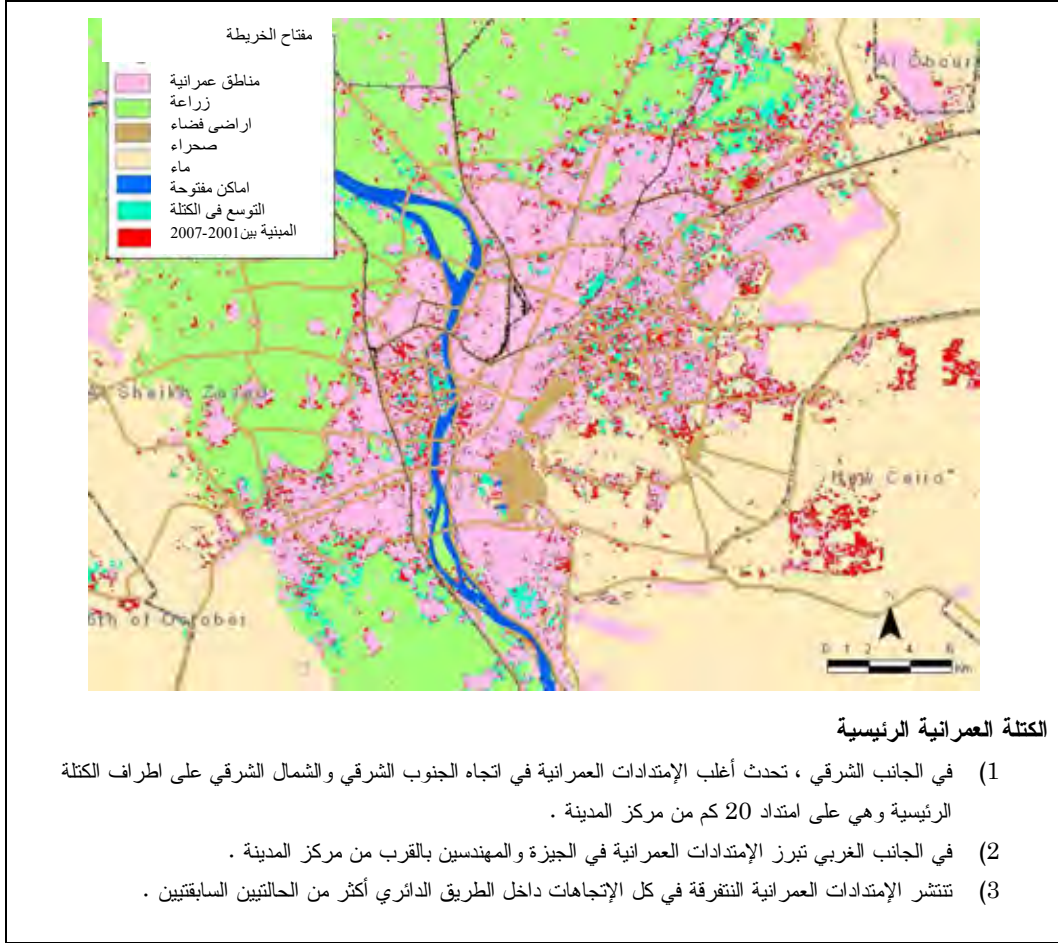 مفتاح الخريطة
مناطق عمرانية
زراعة
اراضى فضاء
صحراء
ماء
اماكن مفتوحة
التوسع فى الكتلة
المبنية بين2001-2007
Al Obour
Sheikh Zayed
New Cairo
6th of October
0 1 2 4 6
Km
الكتلة العمرانية الرئيسية
1) في الجانب الشرقي ، تحدث أغلب الإمتدادات العمرانية في اتجاه الجنوب الشرقي والشمال الشرقي على اطراف الكتلة
الرئيسية وهي على امتداد 20 كم من مركز المدينة .
2) في الجانب الغربي تبرز الإمتدادات العمرانية في الجيزة والمهندسين بالقرب من مركز المدينة .
3) تنتشر الإمتدادات العمرانية النتفرقة في كل الإتجاهات داخل الطريق الدائري أكثر من الحالتيين السابقتيين .